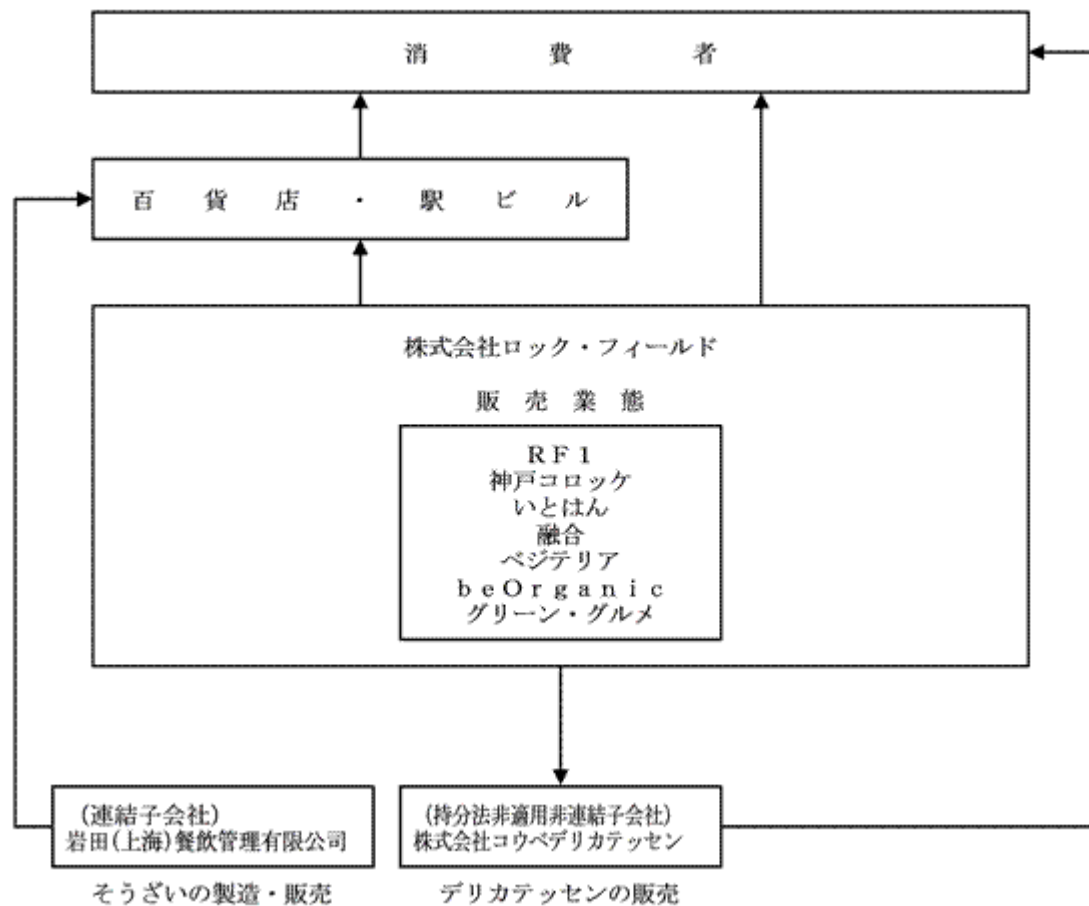 消費者
百貨店・駅ビル
株式会社ロック・フィールド
販売業態
ＲＦ１
神戸コロッケ
いとはん
融合
ベジテリア
ｂｅＯｒｇａｎｉｃ
グリーン・グルメ
(連結子会社)
岩田(上海)餐飲管理有限公司
そうざいの製造・販売
(持分法非適用非連結子会社)
株式会社コウベデリカテッセン
デリカテッセンの販売